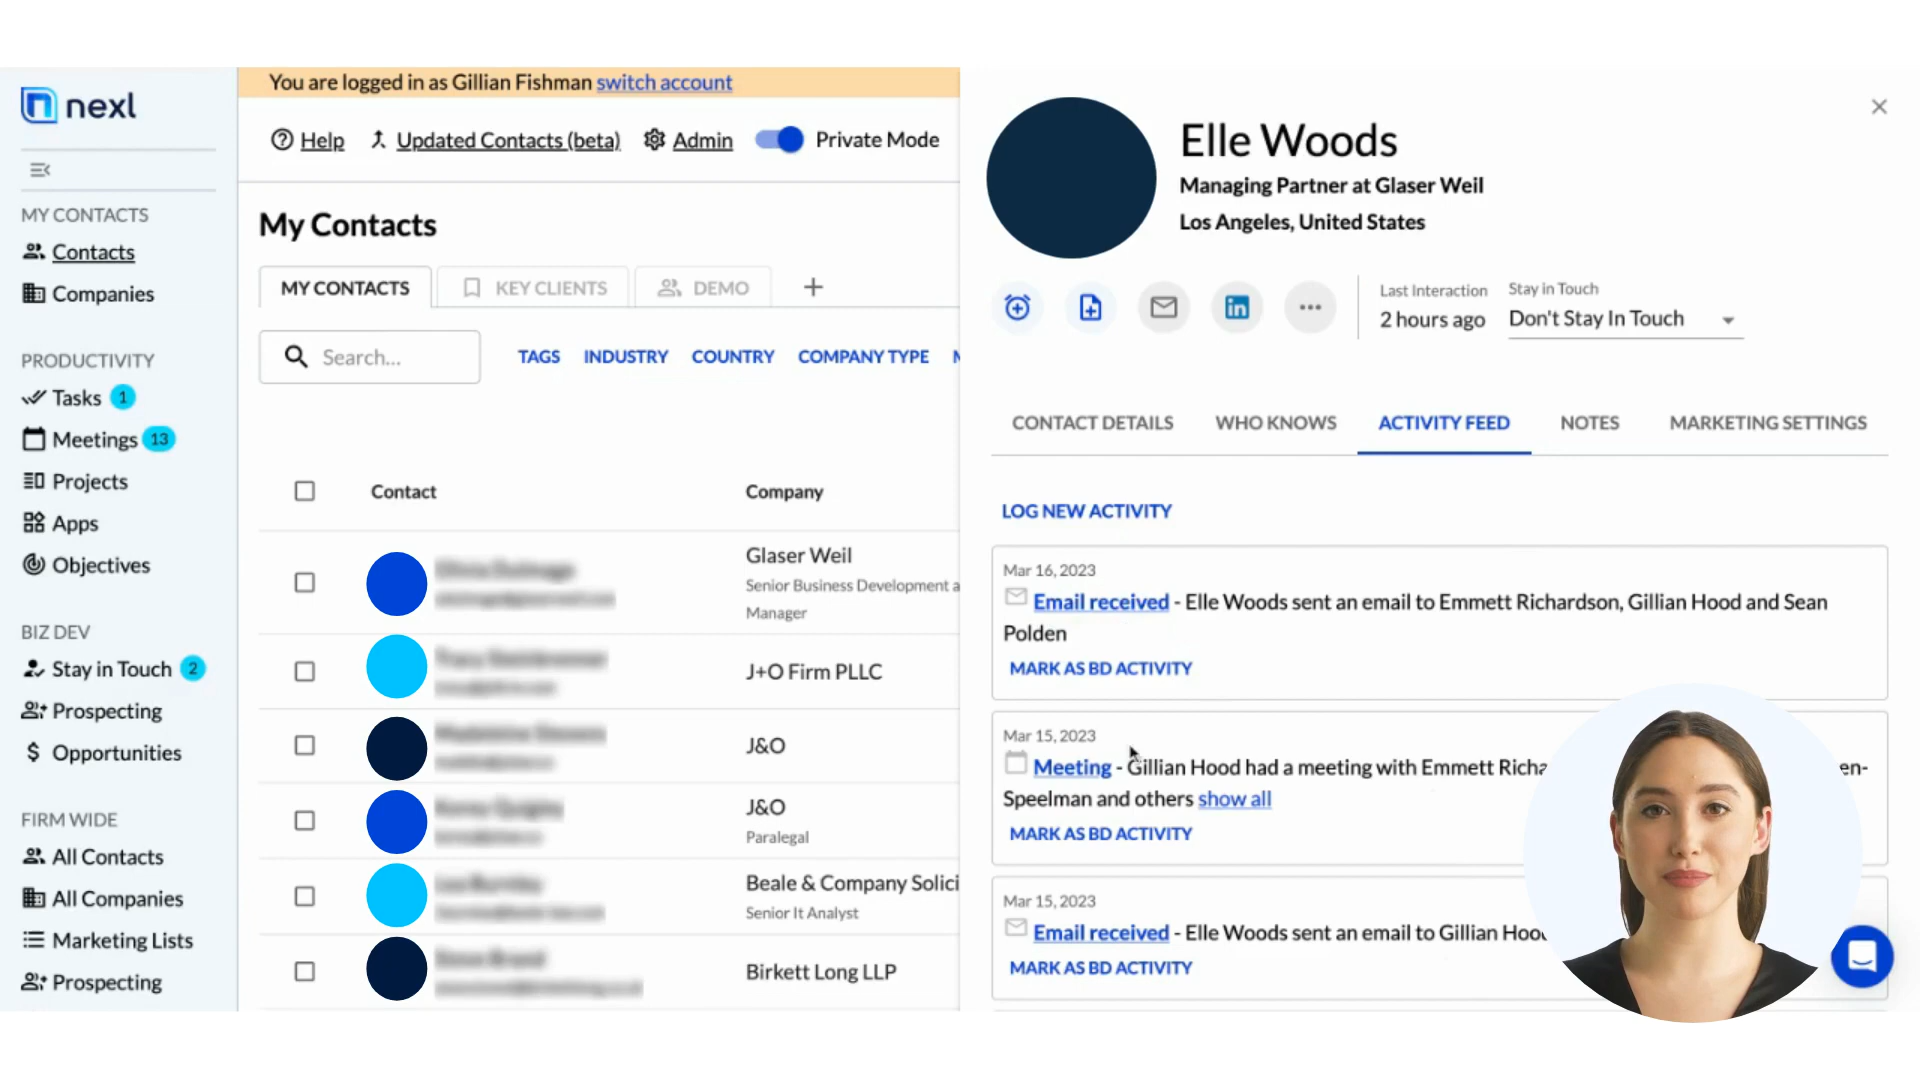 nexl
MY CONTACTS
Contacts
Companies
PRODUCTIVITY
Tasks 1
Meetings 13
Projects
Apps
Objectives
BIZ DEV
Stay in Touch 2
Prospecting
Opportunities
FIRM WIDE
All Contacts
All Companies
Marketing Lists
Prospecting
You are logged in as Gillian Fishman switch account
Help Updated Contacts (beta) Admin Private Mode
My Contacts
MY CONTACTS KEY CLIENTS DEMO +
Search...
TAGS INDUSTRY COUNTRY COMPANY TYPE
Contact Company
Glaser Weil
Senior Business Development a
Manager
J+O Firm PLLC
J&O
J&O
Paralegal
Beale & Company Solici
Senior It Analyst
Birkett Long LLP
Elle Woods
Managing Partner at Glaser Weil
Los Angeles, United States
in
Last Interaction
2 hours ago
Stay in Touch
Don't Stay In Touch
CONTACT DETAILS WHO KNOWS ACTIVITY FEED NOTES MARKETING SETTINGS
LOG NEW ACTIVITY
Mar 16, 2023
Email received - Elle Woods sent an email to Emmett Richardson, Gillian Hood and Sean
Polden
MARK AS BD ACTIVITY
Mar 15, 2023
Meeting - Gillian Hood had a meeting with Emmett Richa en-
Speelman and others show all
MARK AS BD ACTIVITY
Mar 15, 2023
Email received - Elle Woods sent an email to Gillian Hood
MARK AS BD ACTIVITY